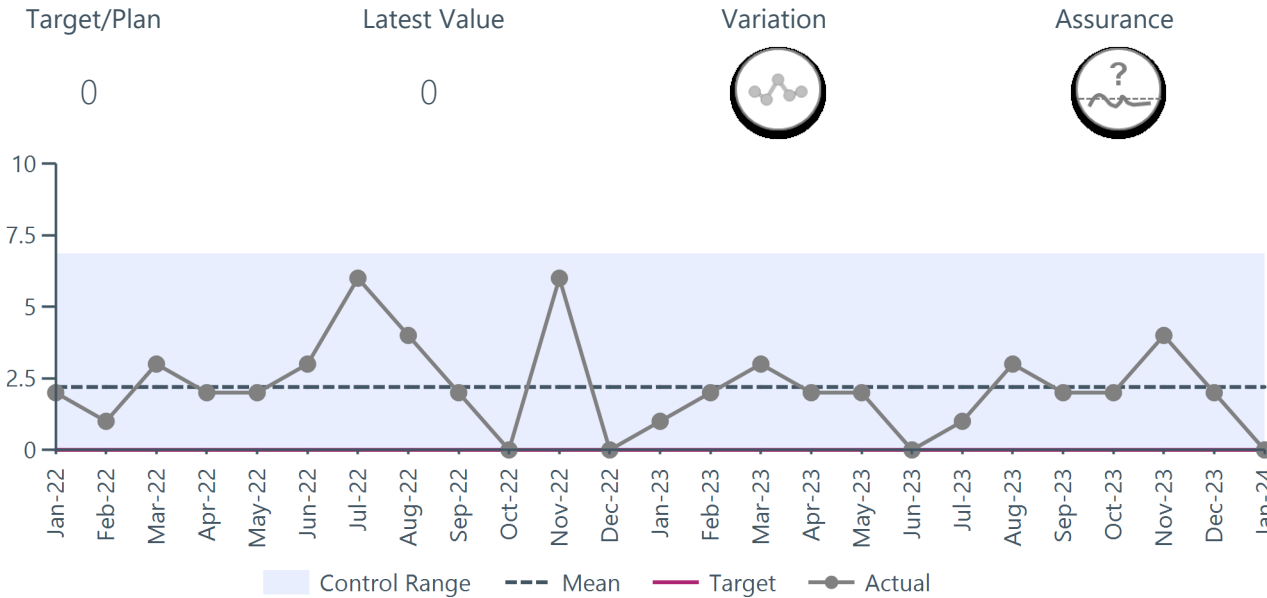 Target/Plan Latest Value Variation Assurance
0 0
?
10
7.5
5
2.5
0
Jan-22 Feb-22 Mar-22 Apr-22 May-22 Jun-22 Jul-22 Aug-22 Sep-22 Oct-22 Nov-22 Dec-22 Jan-23 Feb-23 Mar-23 Apr-23 May-23 Jun-23 Jul-23 Aug-23 Sep-23 Oct-23 Nov-23 Dec-23 Jan-24
Control Range Mean Target Actual